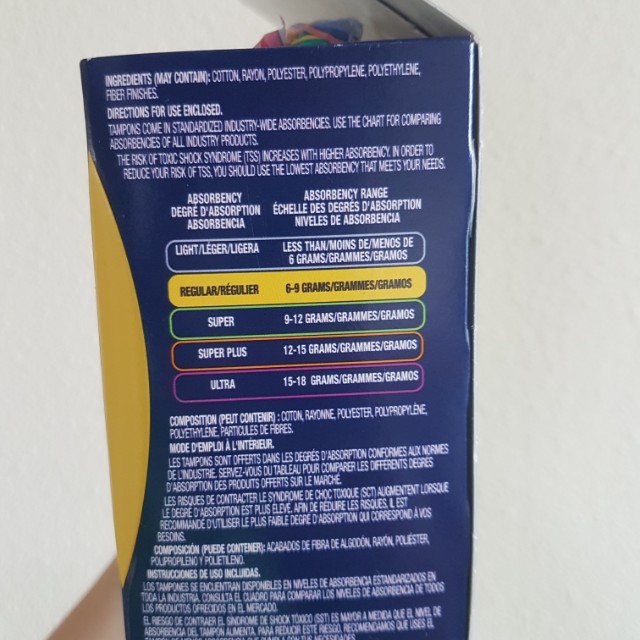 INGREDIENTS (MAY CONTAIN): COTTON, RAYON, POLYESTER, POLYPROPYLENE, POLYETHYLENE,
FIBER FINISHES.
DIRECTIONS FOR USE ENCLOSED.
TAMPONS COME IN STANDARDIZED INDUSTRY-WIDE ABSORBENCIES. USE THE CHART FOR COMPARING
ABSORBENCIES OF ALL INDUSTRY PRODUCTS.
THE RISK OF TOXIC SHOCK SYNDROME (TSS) INCREASES WITH HIGHER ABSORBENCY. IN ORDER TO
REDUCE YOUR RISK OF TSS, YOU SHOULD USE THE LOWEST ABSORBENCY THAT MEETS YOUR NEEDS.
ABSORBENCY
DEGRÉ D'ABSORPTION
ABSORBENCIA
ABSORBENCY RANGE
ÉCHELLE DES DEGRÉS D'ABSORPTION
NIVELES DE ABSORBENCIA
LIGHT/LÉGER/LIGERA
LESS THAN/MOINS DE/MENOS DE
6 GRAMS/GRAMMES/GRAMOS
REGULAR/RÉGULIER 6-9 GRAMS/GRAMMES/GRAMOS
SUPER 9-12 GRAMS/GRAMMES/GRAMOS
SUPER PLUS 12-15 GRAMS/GRAMMES/GRAMOS
ULTRA 15-18 GRAMS/GRAMMES/GRAMOS
COMPOSITION (PEUT CONTENIR) : COTON, RAYONNE, POLYESTER, POLYPROPYLÈNE,
POLYÉTHYLÈNE, PARTICULES DE FIBRES.
MODE D'EMPLOI À L'INTÉRIEUR.
LES TAMPONS SONT OFFERTS DANS LES DEGRÉS D'ABSORPTION CONFORMES AUX NORMES
DE L'INDUSTRIE. SERVEZ-VOUS DU TABLEAU POUR COMPARER LES DIFFÉRENTS DEGRÉS
D'ABSORPTION DES PRODUITS OFFERTS SUR LE MARCHÉ.
LES RISQUES DE CONTRACTER LE SYNDROME DE CHOC TOXIQUE (SCT) AUGMENTENT LORSQUE
LE DEGRÉ D'ABSORPTION EST PLUS ÉLEVÉ. AFIN DE RÉDUIRE LES RISQUES, IL EST
RECOMMANDÉ D'UTILISER LE PLUS FAIBLE DEGRÉ D'ABSORPTION QUI CORRESPOND À VOS
BESOINS.
COMPOSICIÓN (PUEDE CONTENER): ACABADOS DE FIBRA DE ALGODÓN, RAYÓN, POLIÉSTER,
POLIPROPILENO Y POLIETILENO.
INSTRUCCIONES DE USO INCLUIDAS.
LOS TAMPONES SE ENCUENTRAN DISPONIBLES EN NIVELES DE ABSORBENCIA ESTANDARIZADOS EN
TODA LA INDUSTRIA. CONSULTA EL CUADRO PARA COMPARAR LOS NIVELES DE ABSORBENCIA DE TODOS
LOS PRODUCTOS OFRECIDOS EN EL MERCADO.
EL RIESGO DE CONTRAER EL SÍNDROME DE SHOCK TÓXICO (SST) ES MAYOR A MEDIDA QUE EL NIVEL DE
ABSORBENCIA DEL TAMPÓN AUMENTA. PARA REDUCIR ESTE RIESGO, RECOMENDAMOS QUE USES EL